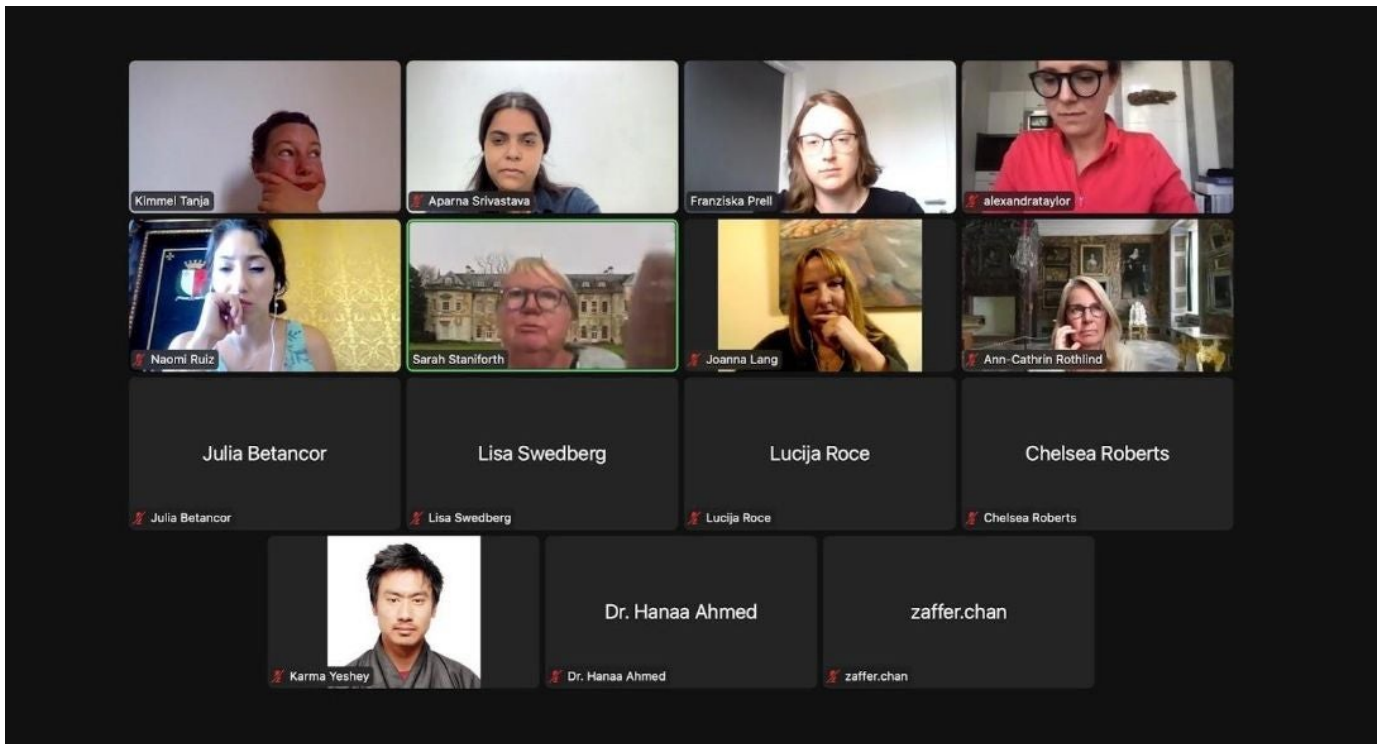 Kimmel Tanja
Aparna Srivastava
Franziska Prell
alexandrataylor
Naomi Ruiz
Sarah Staniforth
Joanna Lang
Ann-Cathrin Rothlind
Julia Betancor
Lisa Swedberg
Lucija Roce
Chelsea Roberts
Julia Betancor
Lisa Swedberg
Lucija Roce
Chelsea Roberts
Dr. Hanaa Ahmed
zaffer.chan
Karma Yeshey
Dr. Hanaa Ahmed
zaffer.chan